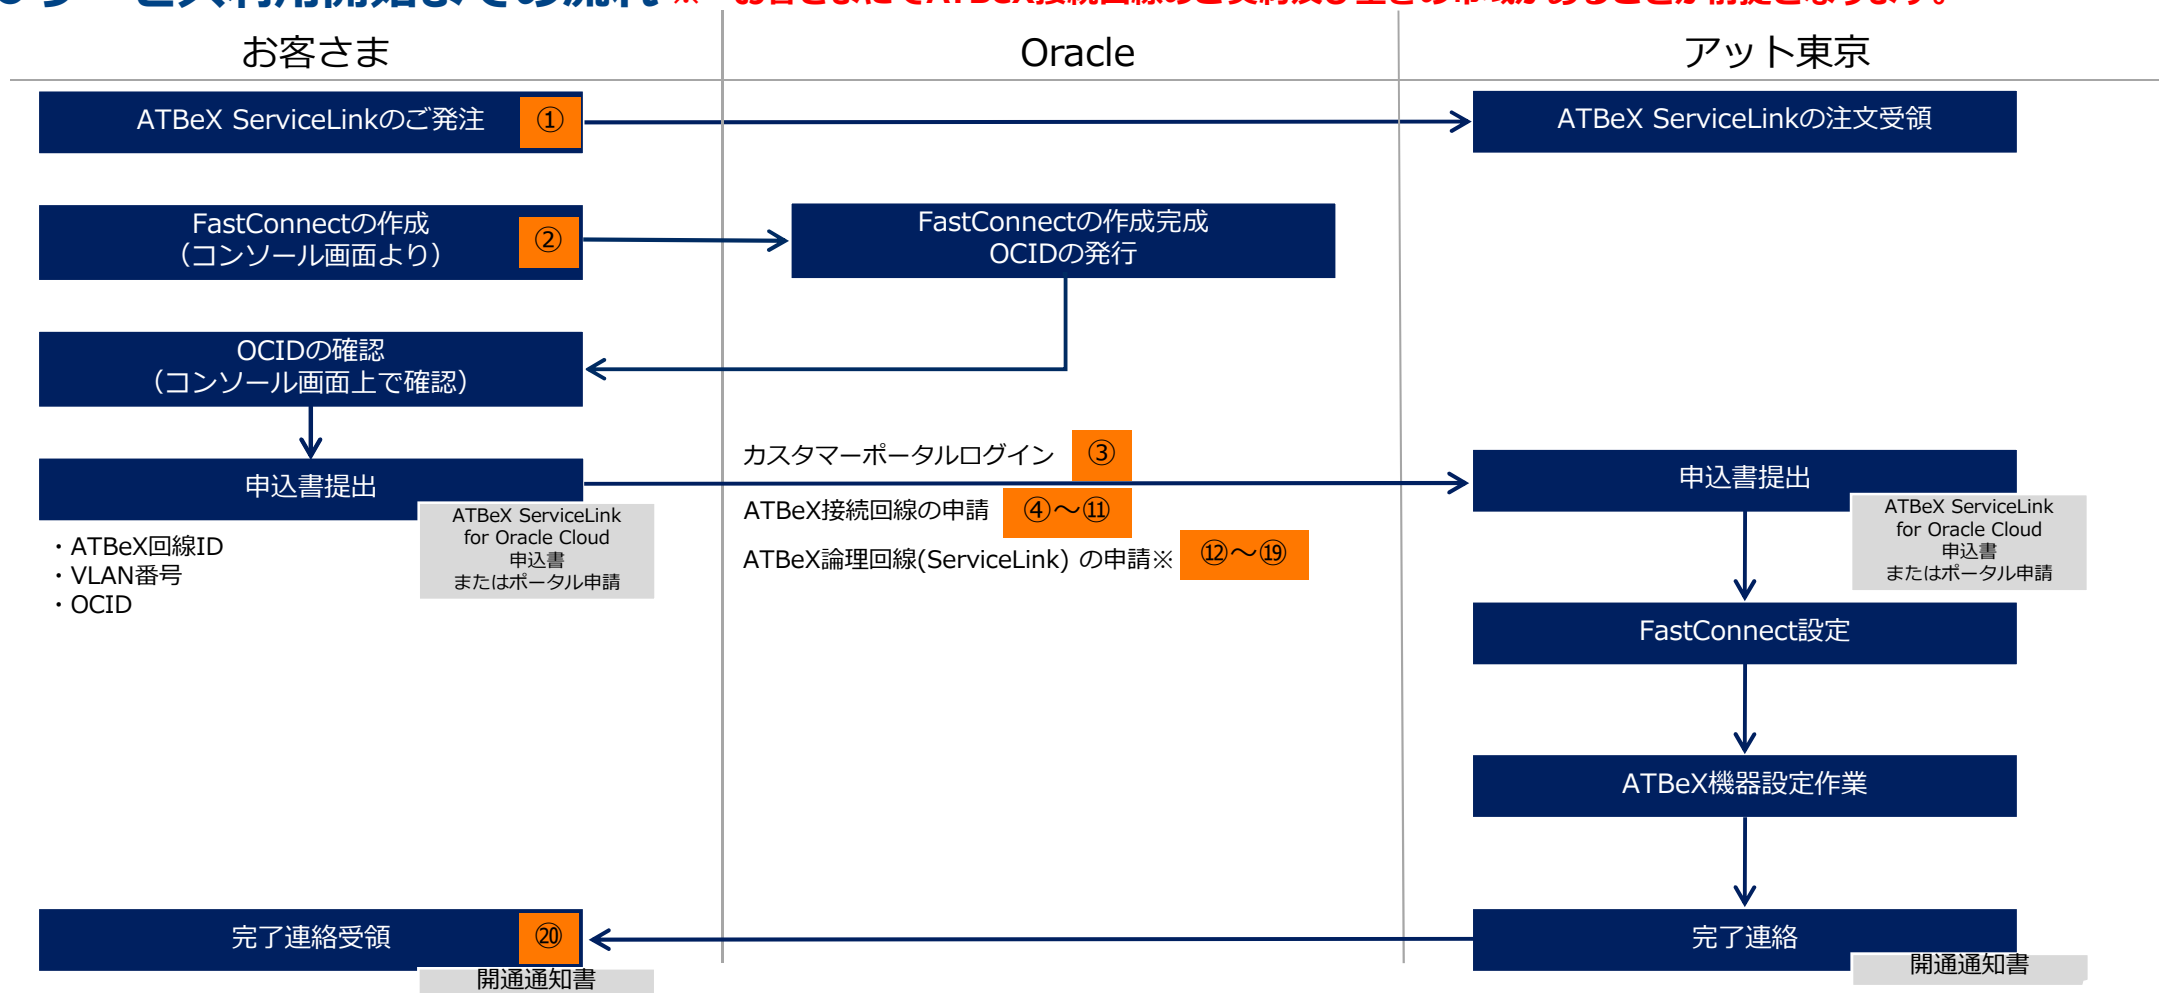 お客さま
Oracle
アット東京
ATBeX ServiceLinkのご発注
①
ATBeX ServiceLinkの注文受領
FastConnectの作成
（コンソール画面より）
②
FastConnectの作成完成
OCIDの発行
OCIDの確認
（コンソール画面上で確認）
カスタマーポータルログイン
③
申込書提出
ATBeX ServiceLink
for Oracle Cloud
申込書
またはポータル申請
・ATBeX回線ID
・VLAN番号
・OCID
ATBeX接続回線の申請
④～⑪
ATBeX論理回線(ServiceLink) の申請※
⑫～⑲
申込書提出
ATBeX ServiceLink
for Oracle Cloud
申込書
またはポータル申請
FastConnect設定
ATBeX機器設定作業
完了連絡受領
⑳
開通通知書
完了連絡
開通通知書